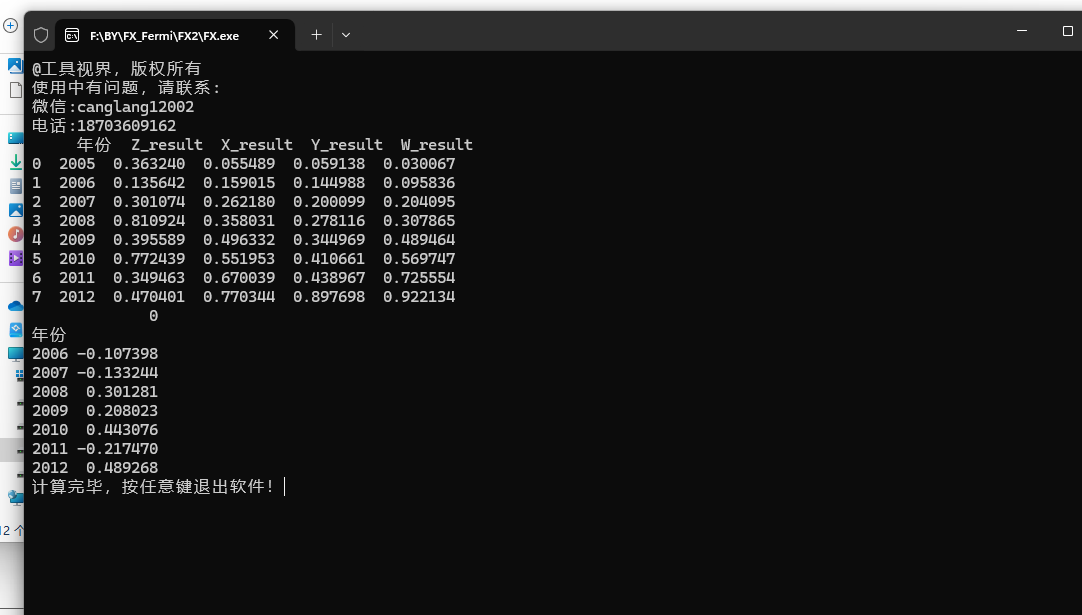 F:\BY\FX_Fermi\FX2\FX.exe
@工具视界，版权所有
使用中有问题，请联系：
微信:canglang12002
电话:18703609162
年份 Z_result X_result Y_result W_result
0 2005 0.363240 0.055489 0.059138 0.030067
1 2006 0.135642 0.159015 0.144988 0.095836
2 2007 0.301074 0.262180 0.200099 0.204095
3 2008 0.810924 0.358031 0.278116 0.307865
4 2009 0.395589 0.496332 0.344969 0.489464
5 2010 0.772439 0.551953 0.410661 0.569747
6 2011 0.349463 0.670039 0.438967 0.725554
7 2012 0.470401 0.770344 0.897698 0.922134
0
年份
2006 -0.107398
2007 -0.133244
2008 0.301281
2009 0.208023
2010 0.443076
2011 -0.217470
2012 0.489268
计算完毕，按任意键退出软件！
12 个